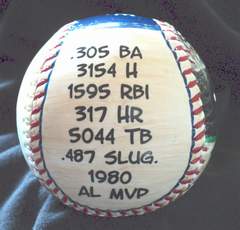 .305 BA
3154 H
1595 RBI
317 HR
5044 TB
.487 SLUG.
1980
AL MVP